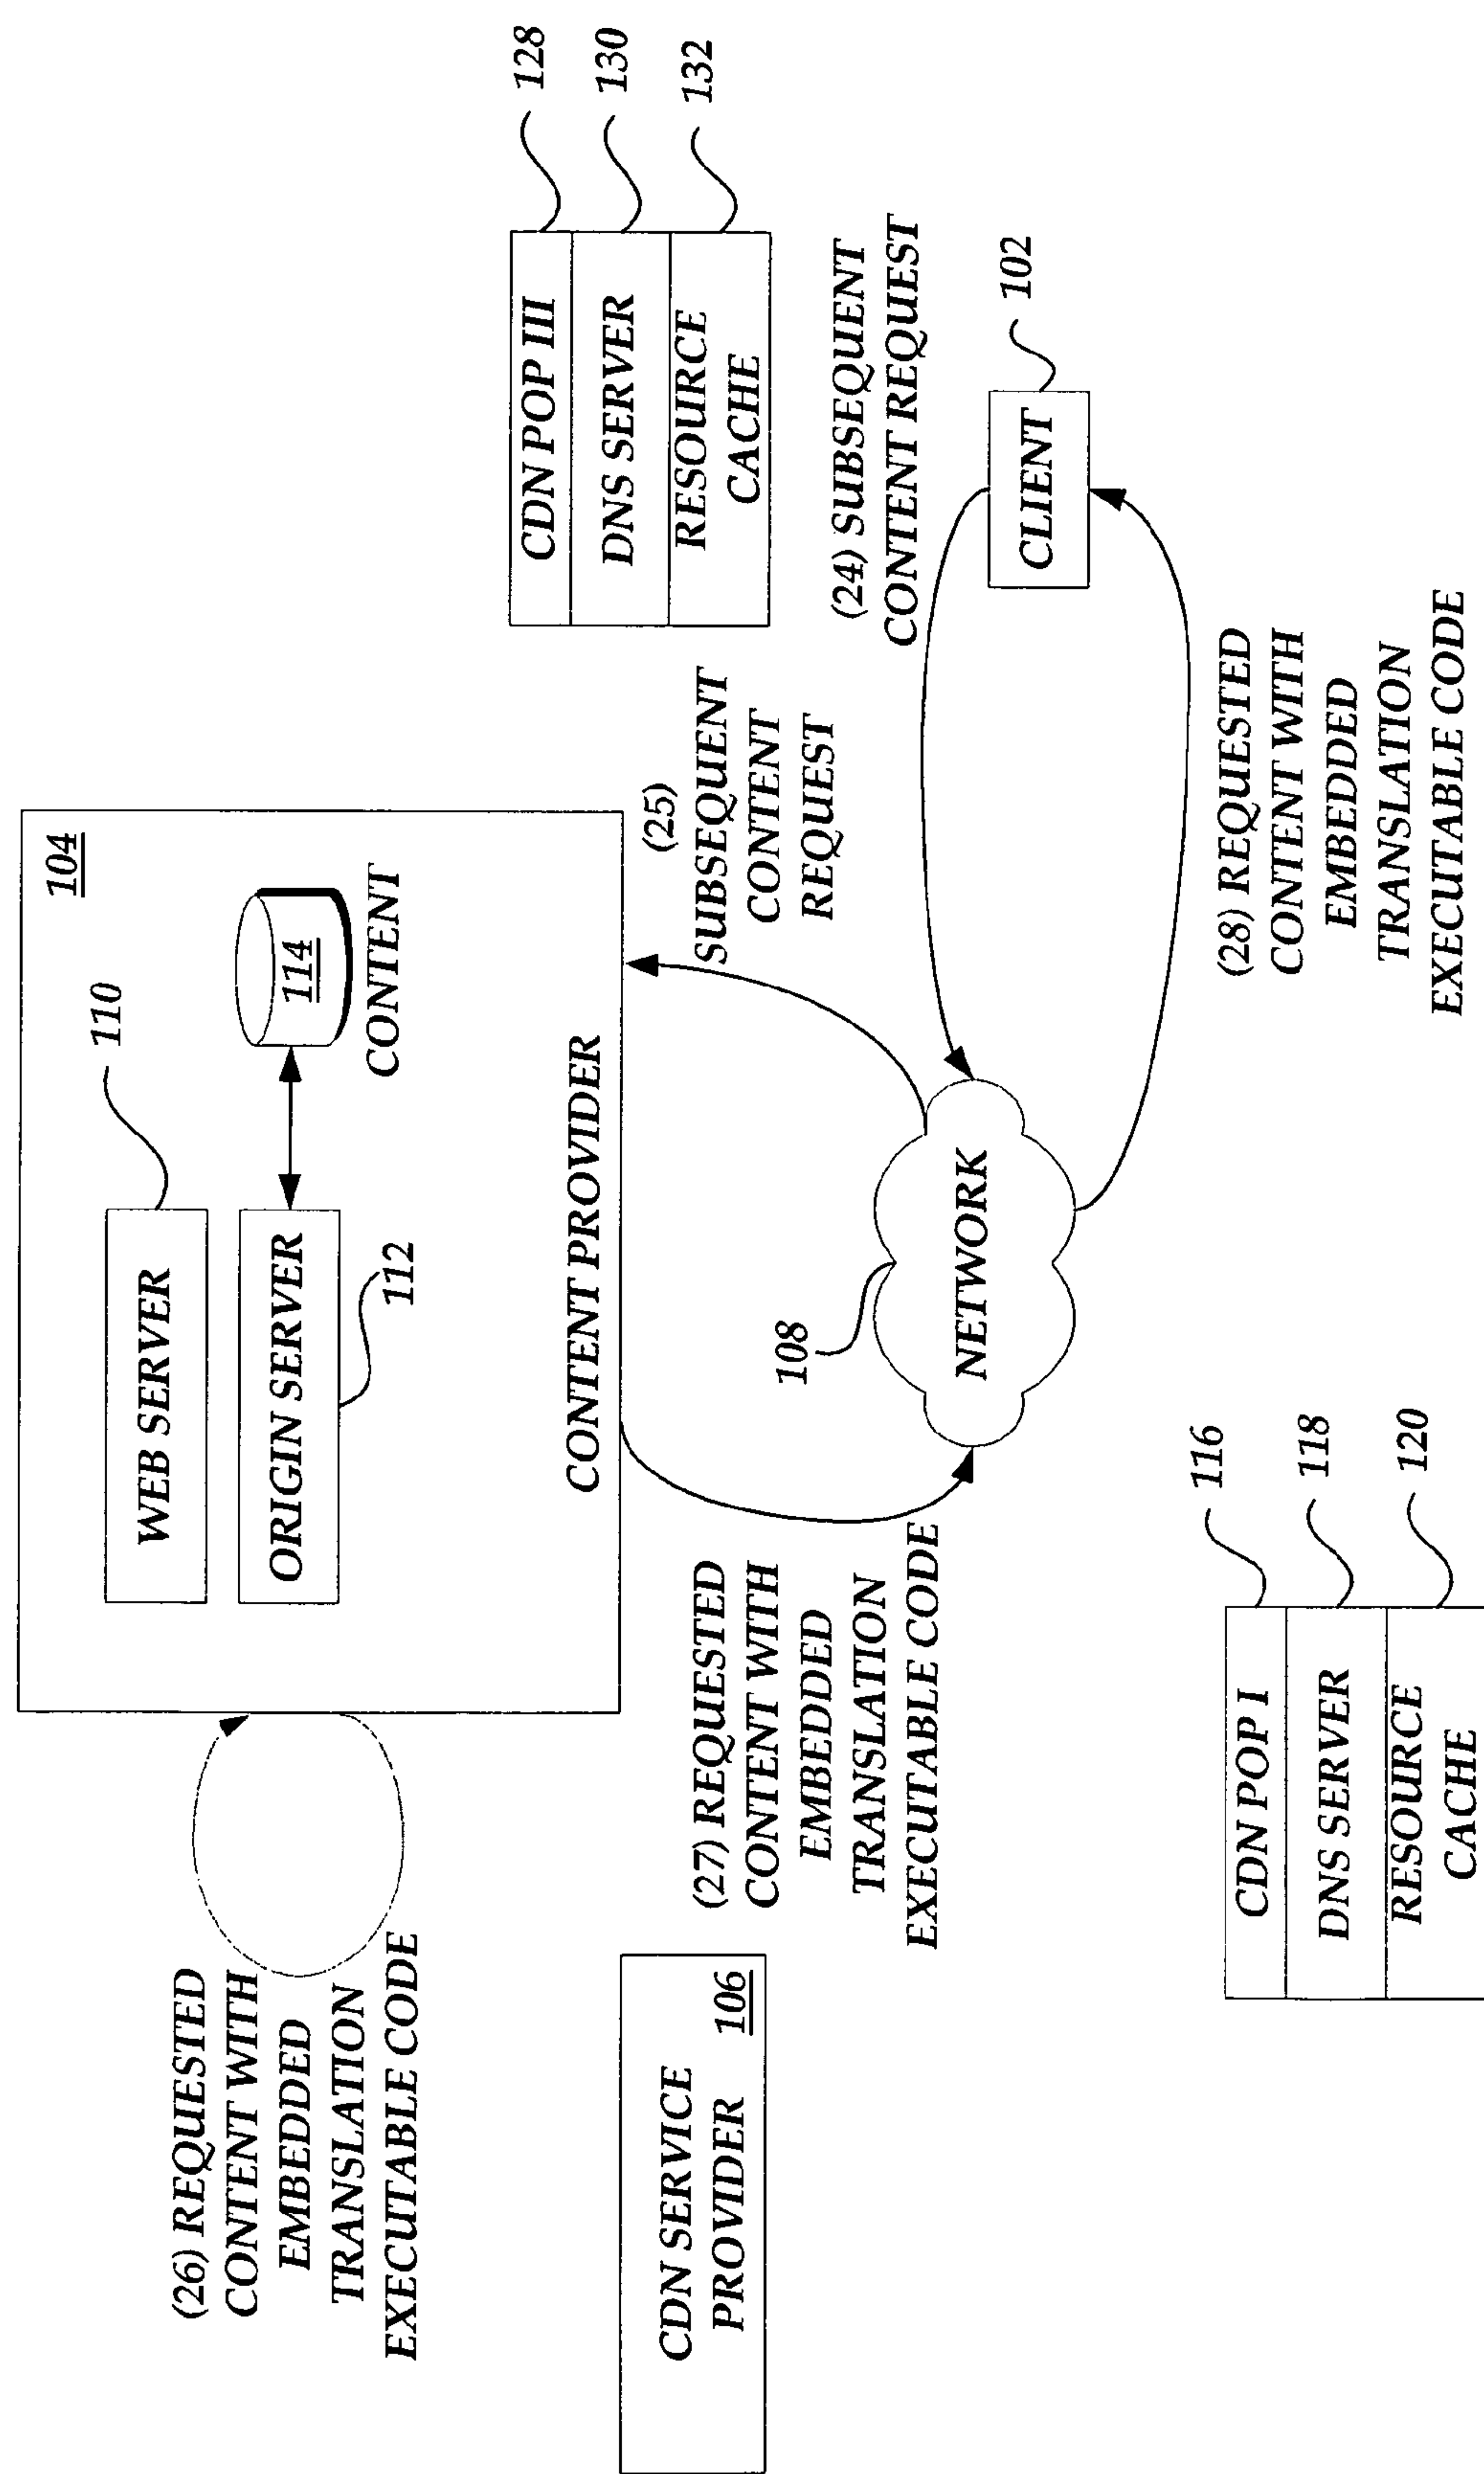 (26) REQUESTED
CONTENT WITH
EMBEDDED
TRANSLATION
EXECUTABLE CODE
104
WEB SERVER
110
ORIGIN SERVER
112
114
CONTENT
CONTENT PROVIDER
CDN SERVICE
PROVIDER
106
(27) REQUESTED
CONTENT WITH
EMBEDDED
TRANSLATION
EXECUTABLE CODE
(25)
SUBSEQUENT
CONTENT
REQUEST
CDN POP III
128
DNS SERVER
130
RESOURCE
CACHE
132
108
NETWORK
(24) SUBSEQUENT
CONTENT REQUEST
CLIENT
102
CDN POP I
116
DNS SERVER
118
RESOURCE
CACHE
120
(28) REQUESTED
CONTENT WITH
EMBEDDED
TRANSLATION
EXECUTABLE CODE